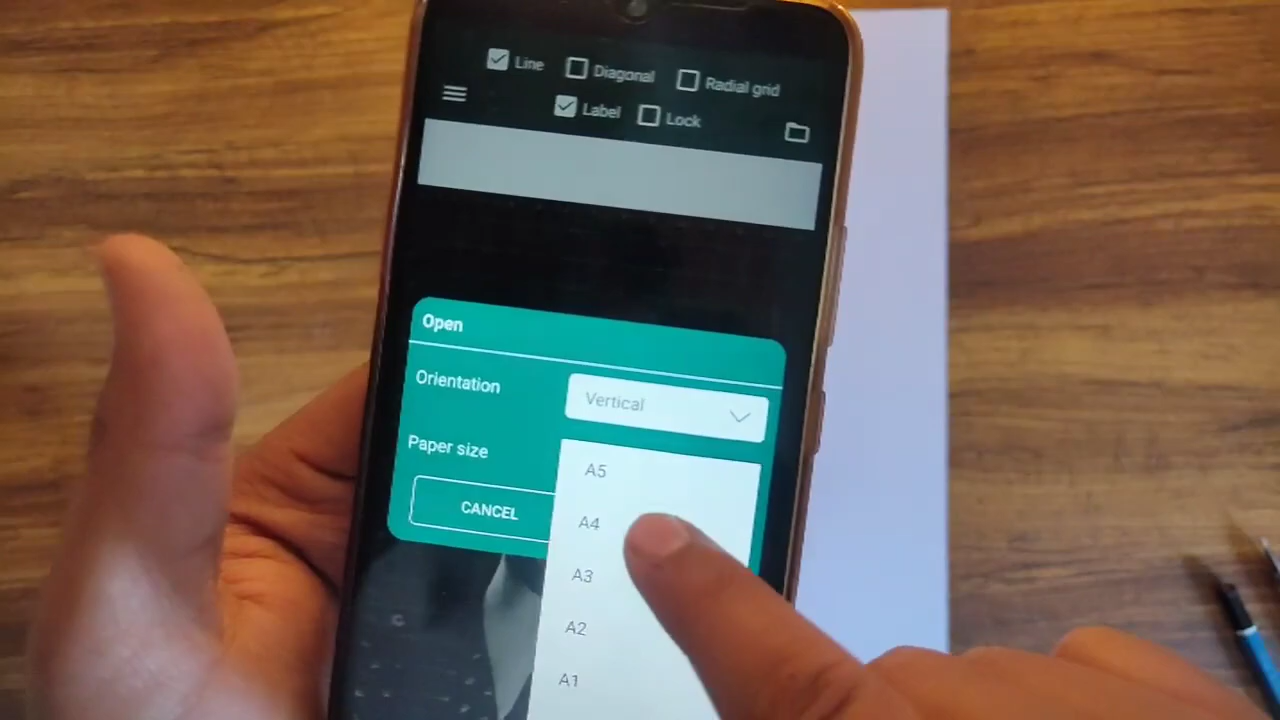 Line Diagonal Radial grid
Label Lock
Open
Orientation Vertical
Paper size
A5
CANCEL
A4
A3
A2
A1